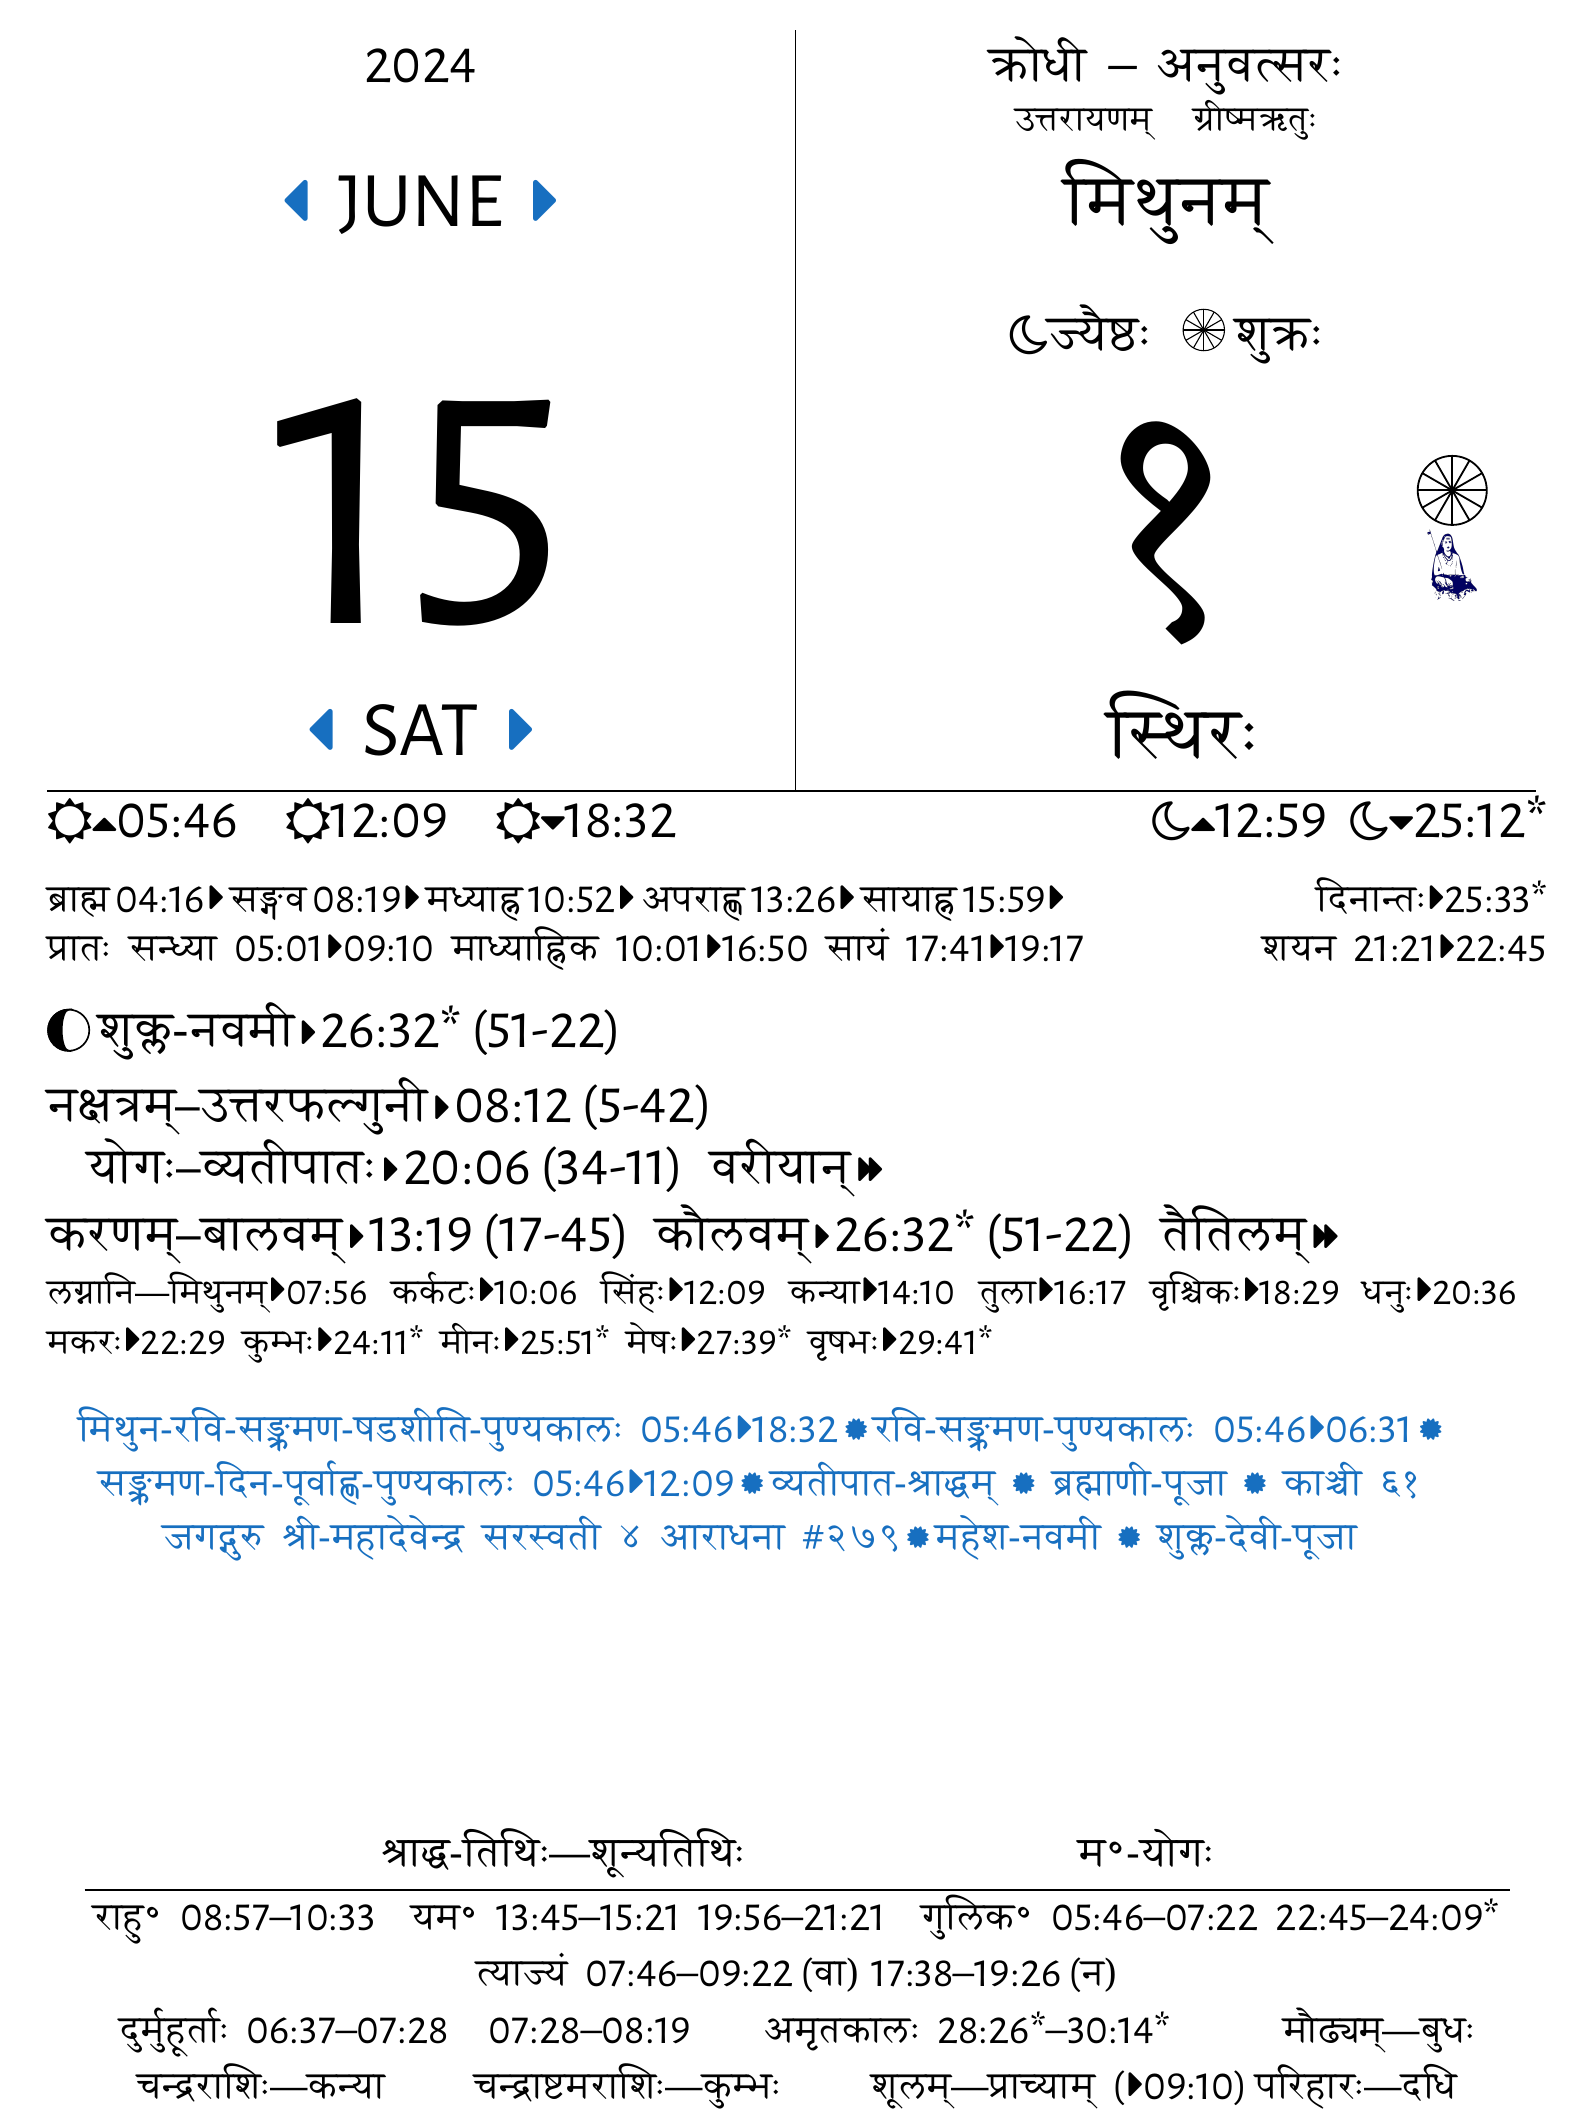 2024
JUNE
15
SAT
क्रोधी – अनुवत्सरः
उत्तरायणम् ग्रीष्मऋतुः
मिथुनम्
ज्यैष्ठः शुक्रः
१
स्थिरः
05:46 12:09 18:32 12:59 25:12*
ब्राह्म 04:16 सङ्गव 08:19 मध्याह्न 10:52 अपराह्ण 13:26 सायाह्न 15:59 दिनान्तः 25:33*
प्रातः सन्ध्या 05:01 09:10 माध्याह्निक 10:01 16:50 सायं 17:41 19:17 शयन 21:21 22:45
शुक्ल-नवमी 26:32* (51-22)
नक्षत्रम्–उत्तरफल्गुनी 08:12 (5-42)
योगः–व्यतीपातः 20:06 (34-11) वरीयान्
करणम्–बालवम् 13:19 (17-45) कौलवम् 26:32* (51-22) तैतिलम्
लग्नानि—मिथुनम् 07:56 कर्कटः 10:06 सिंहः 12:09 कन्या 14:10 तुला 16:17 वृश्चिकः 18:29 धनुः 20:36
मकरः 22:29 कुम्भः 24:11* मीनः 25:51* मेषः 27:39* वृषभः 29:41*
मिथुन-रवि-सङ्क्रमण-षडशीति-पुण्यकालः 05:46 18:32 रवि-सङ्क्रमण-पुण्यकालः 05:46 06:31
सङ्क्रमण-दिन-पूर्वाह्ण-पुण्यकालः 05:46 12:09 व्यतीपात-श्राद्धम् ब्रह्माणी-पूजा काञ्ची ६१
जगद्गुरु श्री-महादेवेन्द्र सरस्वती ४ आराधना #२७९ महेश-नवमी शुक्ल-देवी-पूजा
श्राद्ध-तिथिः—शून्यतिथिः म॰-योगः
राहु॰ 08:57–10:33 यम॰ 13:45–15:21 19:56–21:21 गुलिक॰ 05:46–07:22 22:45–24:09*
त्याज्यं 07:46–09:22 (वा) 17:38–19:26 (न)
दुर्मुहूर्ताः 06:37–07:28 07:28–08:19 अमृतकालः 28:26*–30:14* मौढ्यम्—बुधः
चन्द्रराशिः—कन्या चन्द्राष्टमराशिः—कुम्भः शूलम्—प्राच्याम् (09:10) परिहारः—दधि